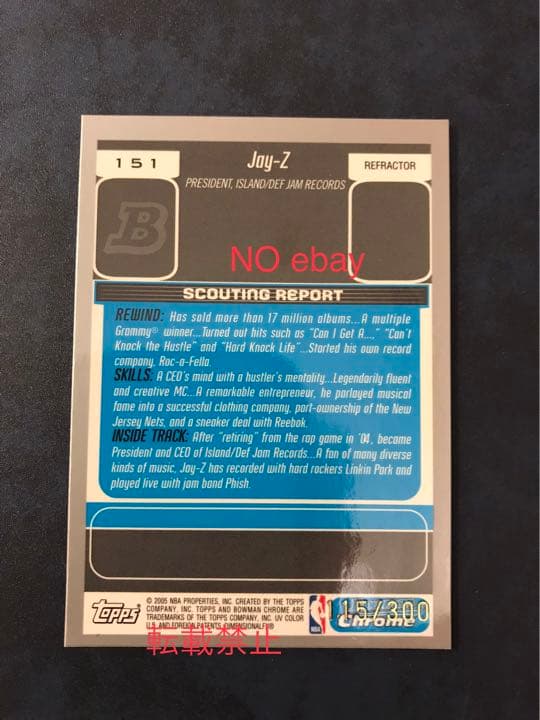 151
Jay-Z
REFRACTOR
PRESIDENT, ISLAND/DEF JAM RECORDS
B
NO ebay
SCOUTING REPORT
REWIND: Has sold more than 17 million albums...A multiple
Grammy® winner...Turned out hits such as "Can I Get A...," "Can't
Knock the Hustle" and "Hard Knock Life"...Started his own record
company, Roc-a-Fella.
SKILLS: A CEO's mind with a hustler's mentality...Legendarily fluent
and creative MC...A remarkable entrepreneur, he parlayed musical
fame into a successful clothing company, part-ownership of the New
Jersey Nets, and a sneaker deal with Reebok.
INSIDE TRACK: After "retiring" from the rap game in '04, became
President and CEO of Island/Def Jam Records...A fan of many diverse
kinds of music, Jay-Z has recorded with hard rockers Linkin Park and
played live with jam band Phish.
topps
© 2005 NBA PROPERTIES, INC. CREATED BY THE TOPPS
COMPANY, INC. TOPPS AND BOWMAN CHROME ARE
TRADEMARKS OF THE TOPPS COMPANY, INC. UV COLOR
U.S. AND FOREIGN PATENTS. DIMENSIONAL®
NBA
115/300
Chrome
転載禁止